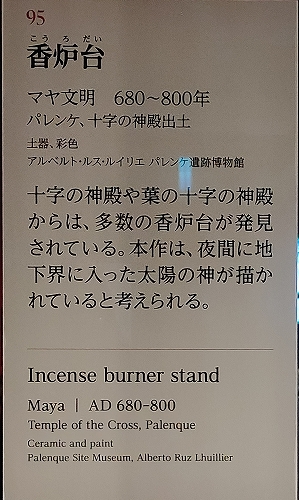 95
こう ろ だい
香炉台
マヤ文明 680～800年
パレンケ、十字の神殿出土
土器、彩色
アルベルト・ルス・ルイリエ パレンケ遺跡博物館
十字の神殿や葉の十字の神殿
からは、多数の香炉台が発見
されている。本作は、夜間に地
下界に入った太陽の神が描か
れていると考えられる。
Incense burner stand
Maya | AD 680-800
Temple of the Cross, Palenque
Ceramic and paint
Palenque Site Museum, Alberto Ruz Lhuillier